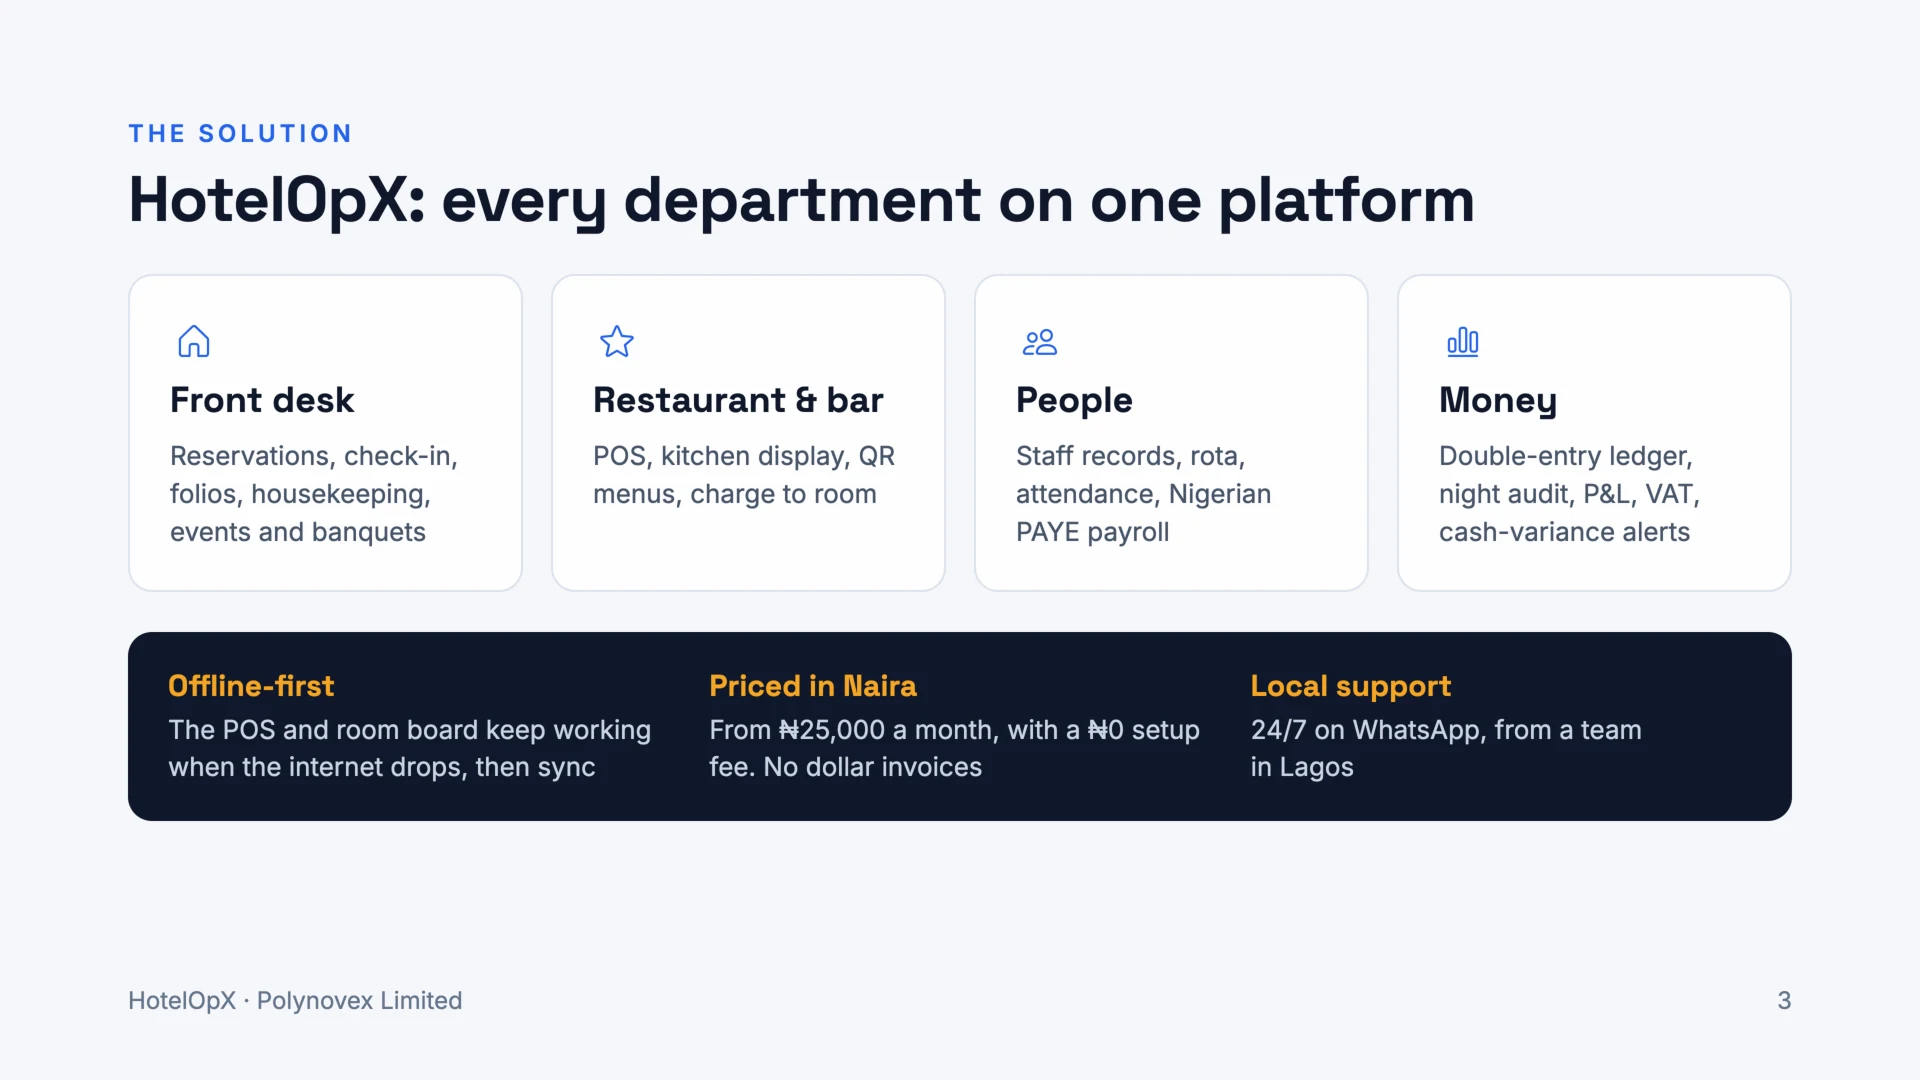 THE SOLUTION
HotelOpX: every department on one platform
Front desk
Reservations, check-in,
folios, housekeeping,
events and banquets
Restaurant & bar
POS, kitchen display, QR
menus, charge to room
People
Staff records, rota,
attendance, Nigerian
PAYE payroll
Money
Double-entry ledger,
night audit, P&L, VAT,
cash-variance alerts
Offline-first
The POS and room board keep working
when the internet drops, then sync
Priced in Naira
From ₦25,000 a month, with a ₦0 setup
fee. No dollar invoices
Local support
24/7 on WhatsApp, from a team
in Lagos
HotelOpX · Polynovex Limited
3